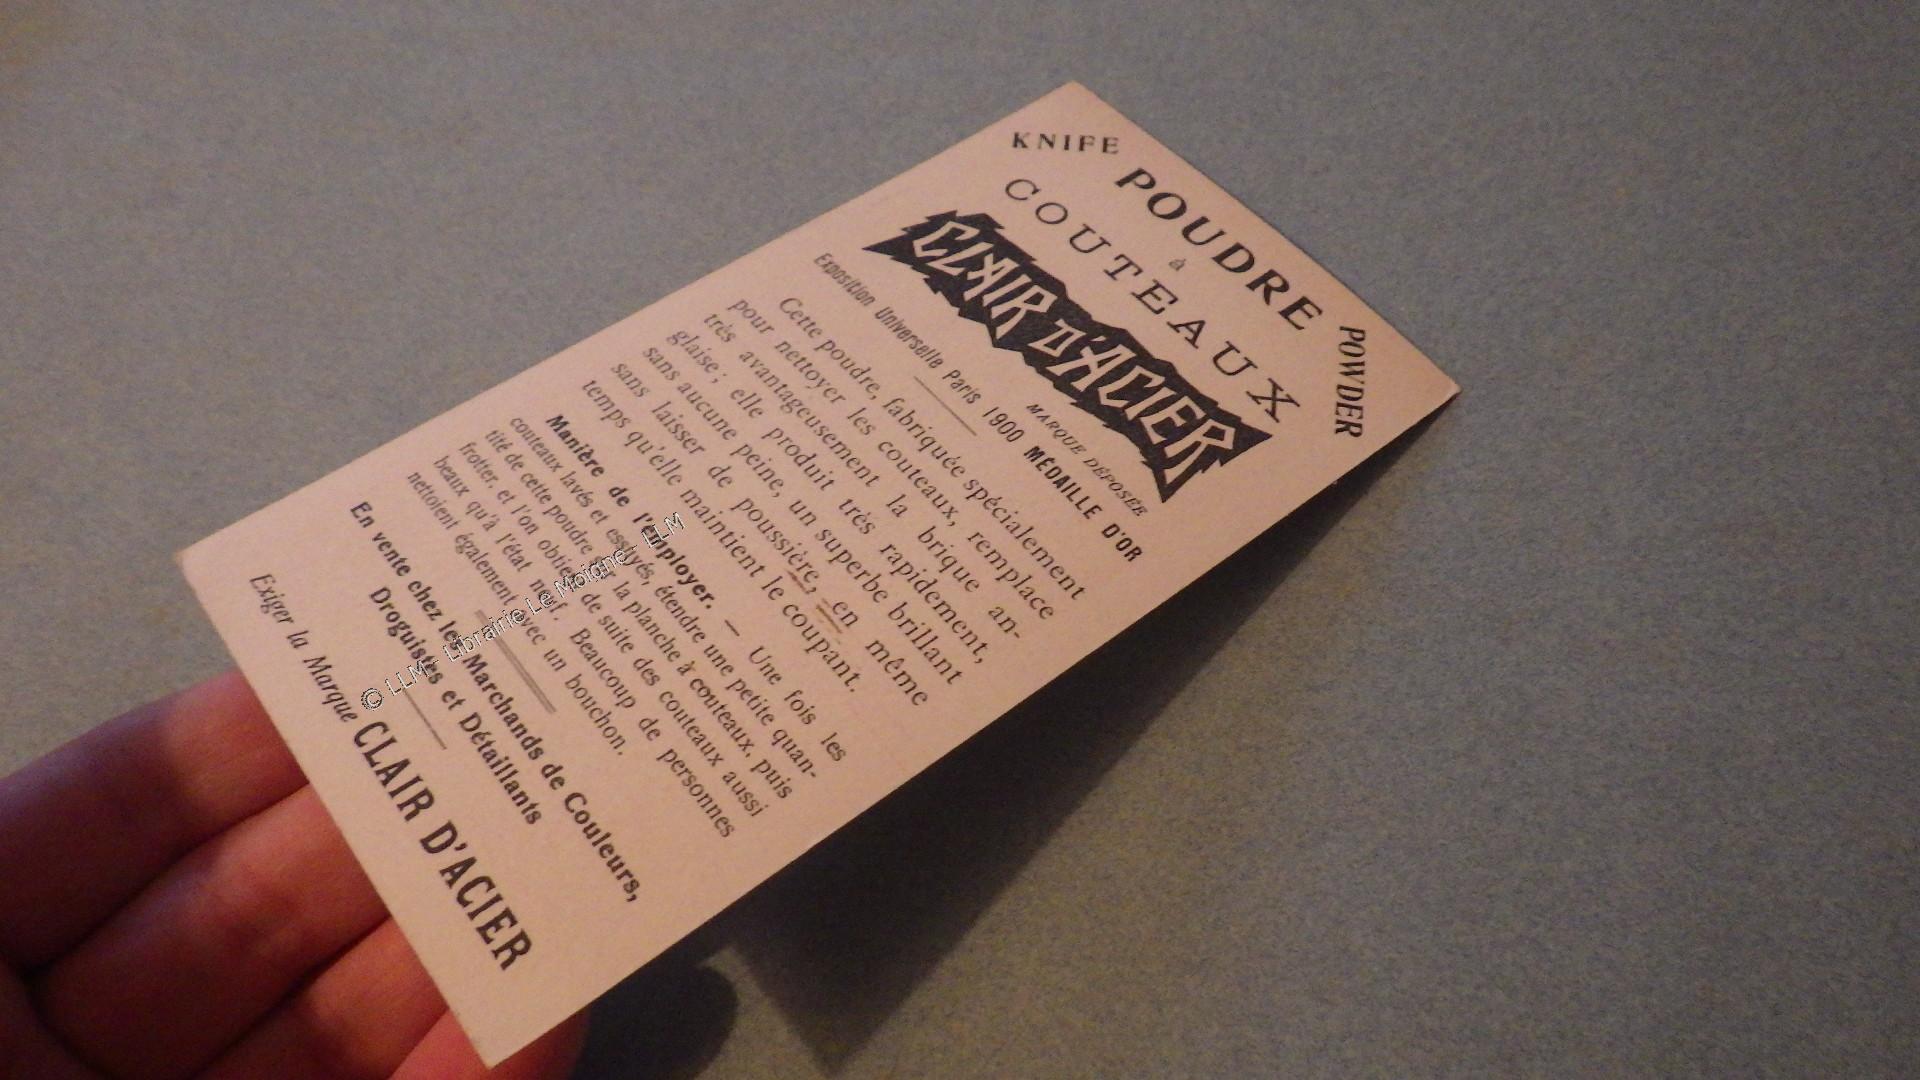 KNIFE POUDRE POWDER
à
COUTEAUX
CLAIR D'ACIER
MARQUE DÉPOSÉE
Exposition Universelle Paris 1900 MÉDAILLE D'OR
Cette poudre, fabriquée spécialement
pour nettoyer les couteaux, remplace
très avantageusement la brique an-
glaise; elle produit très rapidement,
sans aucune peine, un superbe brillant
sans laisser de poussière, en même
temps qu'elle maintient le coupant.
Manière de l'employer. — Une fois les
couteaux lavés et essuyés, étendre une petite quan-
tité de cette poudre sur la planche à couteaux, puis
frotter, et l'on obtient de suite des couteaux aussi
beaux qu'à l'état neuf. Beaucoup de personnes
nettoient également avec un bouchon.
En vente chez les Marchands de Couleurs,
Droguistes et Détaillants
Exiger la Marque CLAIR D'ACIER
© LLM - Librairie Le Moigne - LLM